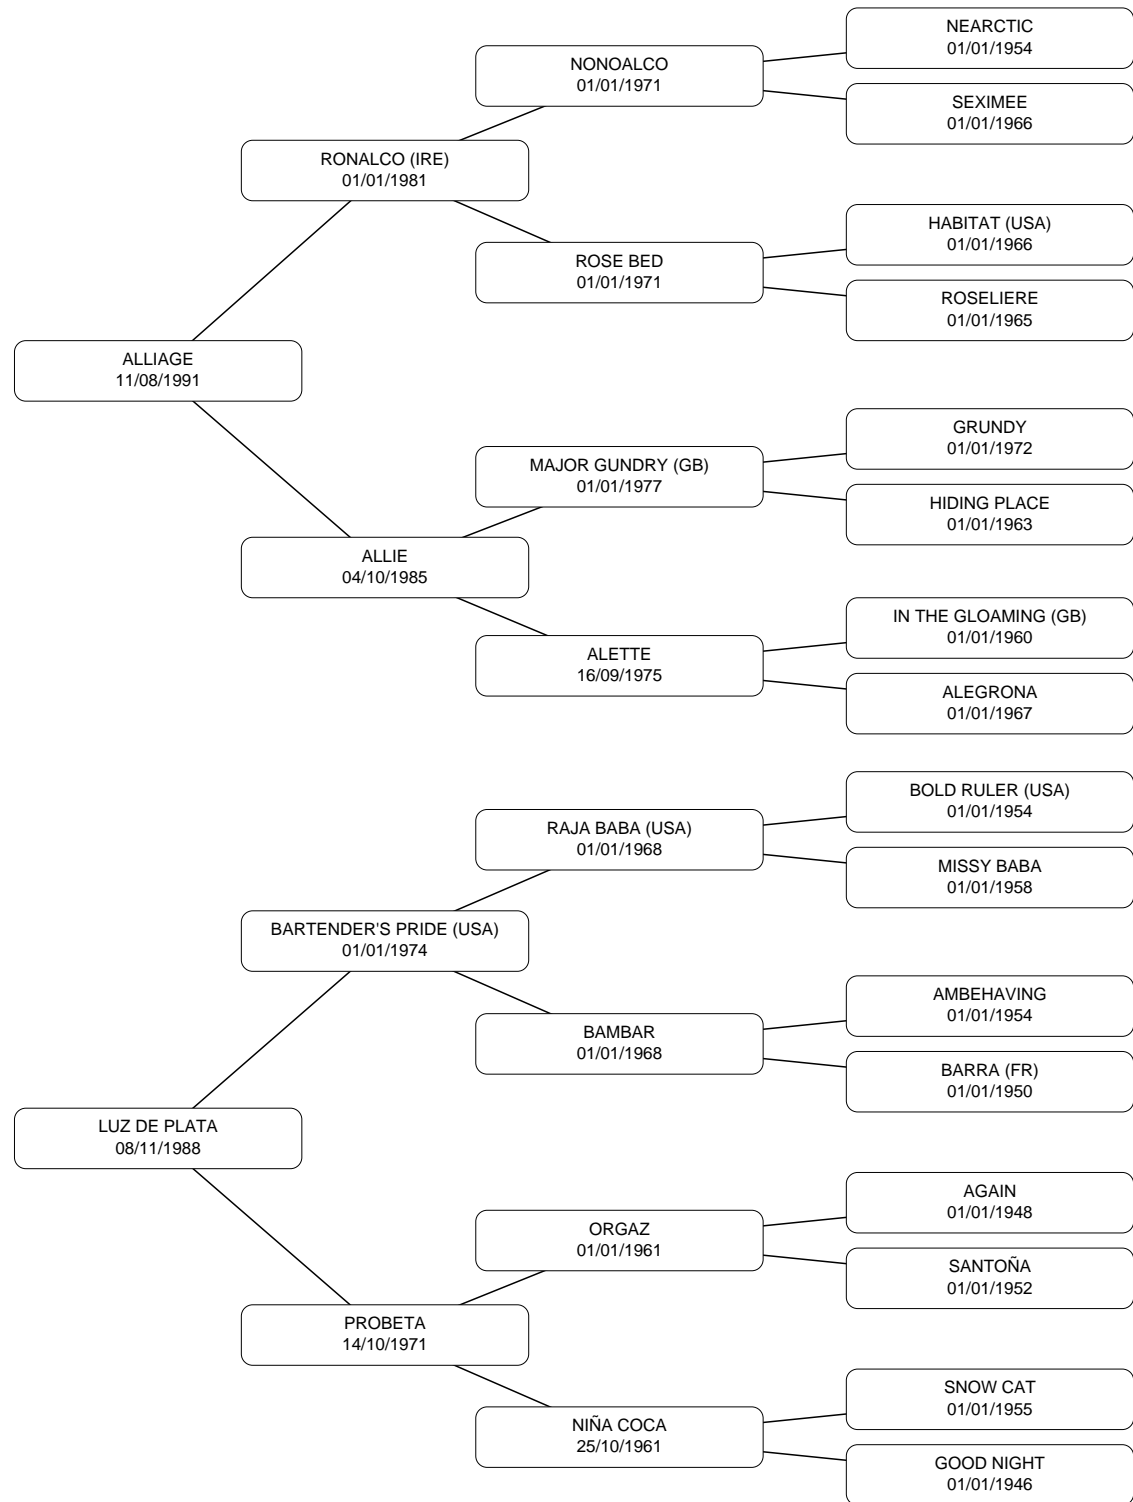 NEARCTIC
01/01/1954
NONOALCO
01/01/1971
SEXIMEE
01/01/1966
RONALCO (IRE)
01/01/1981
HABITAT (USA)
01/01/1966
ROSE BED
01/01/1971
ROSELIERE
01/01/1965
ALLIAGE
11/08/1991
GRUNDY
01/01/1972
MAJOR GUNDRY (GB)
01/01/1977
HIDING PLACE
01/01/1963
ALLIE
04/10/1985
IN THE GLOAMING (GB)
01/01/1960
ALETTE
16/09/1975
ALEGRONA
01/01/1967
BOLD RULER (USA)
01/01/1954
RAJA BABA (USA)
01/01/1968
MISSY BABA
01/01/1958
BARTENDER'S PRIDE (USA)
01/01/1974
AMBEHAVING
01/01/1954
BAMBAR
01/01/1968
BARRA (FR)
01/01/1950
LUZ DE PLATA
08/11/1988
AGAIN
01/01/1948
ORGAZ
01/01/1961
SANTOÑA
01/01/1952
PROBETA
14/10/1971
SNOW CAT
01/01/1955
NIÑA COCA
25/10/1961
GOOD NIGHT
01/01/1946